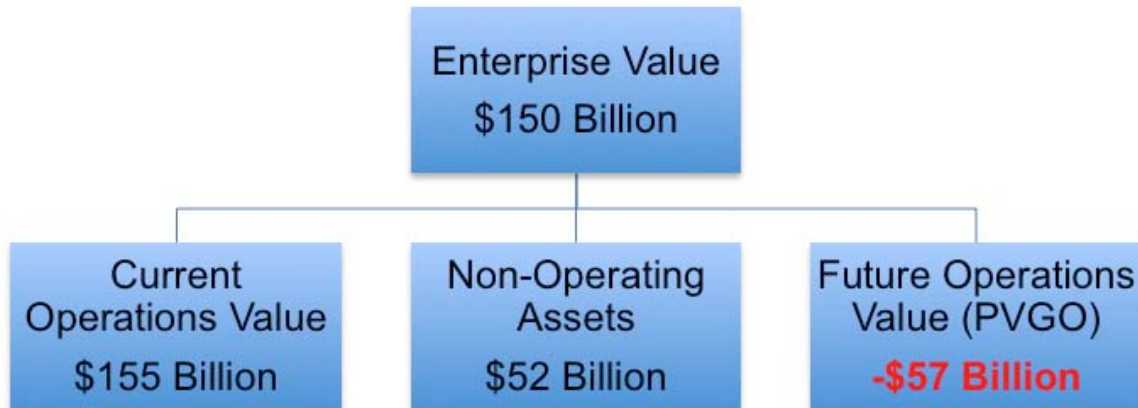 Enterprise Value
$150 Billion
Current
Operations Value
$155 Billion
Non-Operating
Assets
$52 Billion
Future Operations
Value (PVGO)
-$57 Billion